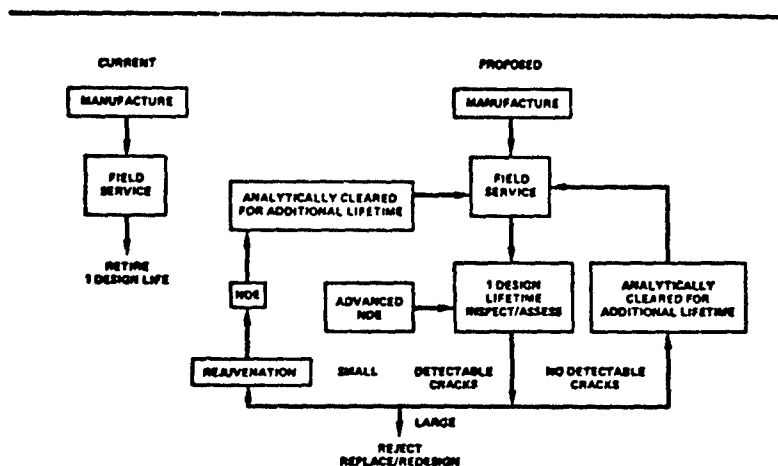 CURRENT
MANUFACTURE
FIELD
SERVICE
RETIRE
1 DESIGN LIFE
PROPOSED
MANUFACTURE
FIELD
SERVICE
ANALYTICALLY CLEARED
FOR ADDITIONAL LIFETIME
NDE
ADVANCED
NDE
1 DESIGN
LIFETIME
INSPECT/ASSESS
ANALYTICALLY
CLEARED FOR
ADDITIONAL LIFETIME
REJUVENATION
SMALL
DETECTABLE
CRACKS
NO DETECTABLE
CRACKS
LARGE
REJECT
REPLACE/REDESIGN